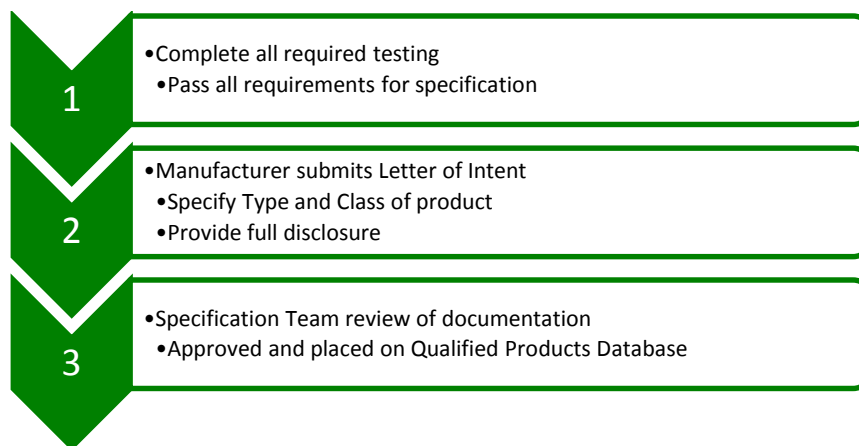 1
•Complete all required testing
•Pass all requirements for specification
2
•Manufacturer submits Letter of Intent
•Specify Type and Class of product
•Provide full disclosure
3
•Specification Team review of documentation
•Approved and placed on Qualified Products Database